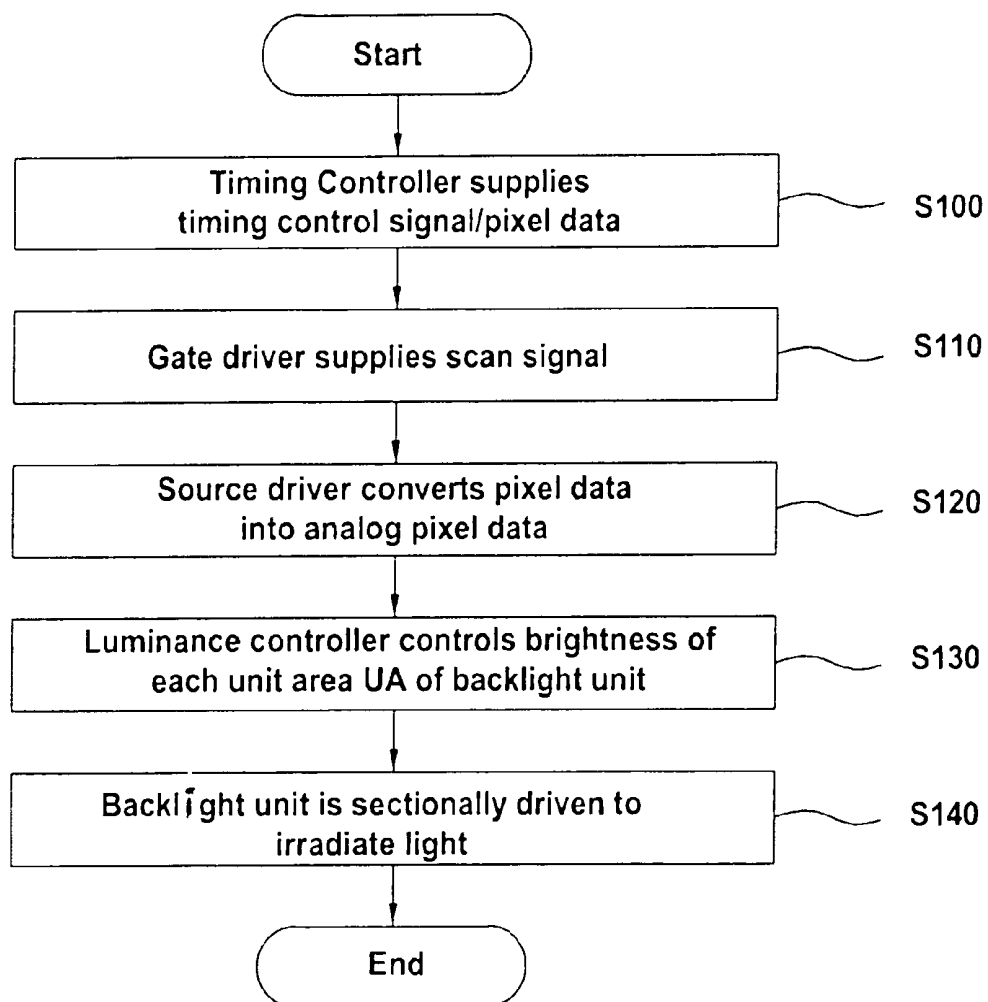 Start
Timing Controller supplies
timing control signal/pixel data
S100
Gate driver supplies scan signal
S110
Source driver converts pixel data
into analog pixel data
S120
Luminance controller controls brightness of
each unit area UA of backlight unit
S130
Backlight unit is sectionally driven to
irradiate light
S140
End